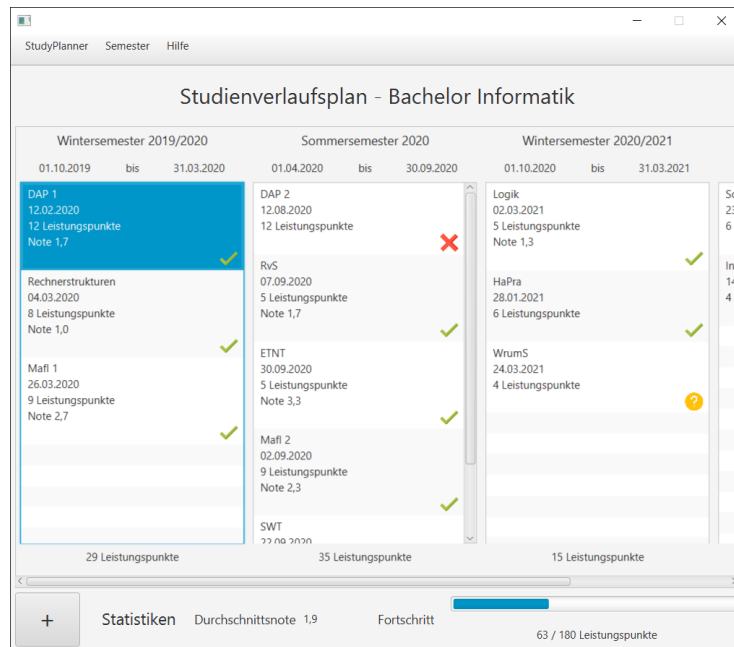 StudyPlanner Semester Hilfe
Studienverlaufsplan - Bachelor Informatik
Wintersemester 2019/2020
01.10.2019 bis 31.03.2020
DAP 1
12.02.2020
12 Leistungspunkte
Note 1,7
Rechnerstrukturen
04.03.2020
8 Leistungspunkte
Note 1,0
Mafl 1
26.03.2020
9 Leistungspunkte
Note 2,7
29 Leistungspunkte
Sommersemester 2020
01.04.2020 bis 30.09.2020
DAP 2
12.08.2020
12 Leistungspunkte
RvS
07.09.2020
5 Leistungspunkte
Note 1,7
ETNT
30.09.2020
5 Leistungspunkte
Note 3,3
Mafl 2
02.09.2020
9 Leistungspunkte
Note 2,3
SWT
22.09.2020
35 Leistungspunkte
Wintersemester 2020/2021
01.10.2020 bis 31.03.2021
Logik
02.03.2021
5 Leistungspunkte
Note 1,3
HaPra
28.01.2021
6 Leistungspunkte
WrumS
24.03.2021
4 Leistungspunkte
15 Leistungspunkte
6
4
+ Statistiken Durchschnittsnote 1,9 Fortschritt
63 / 180 Leistungspunkte